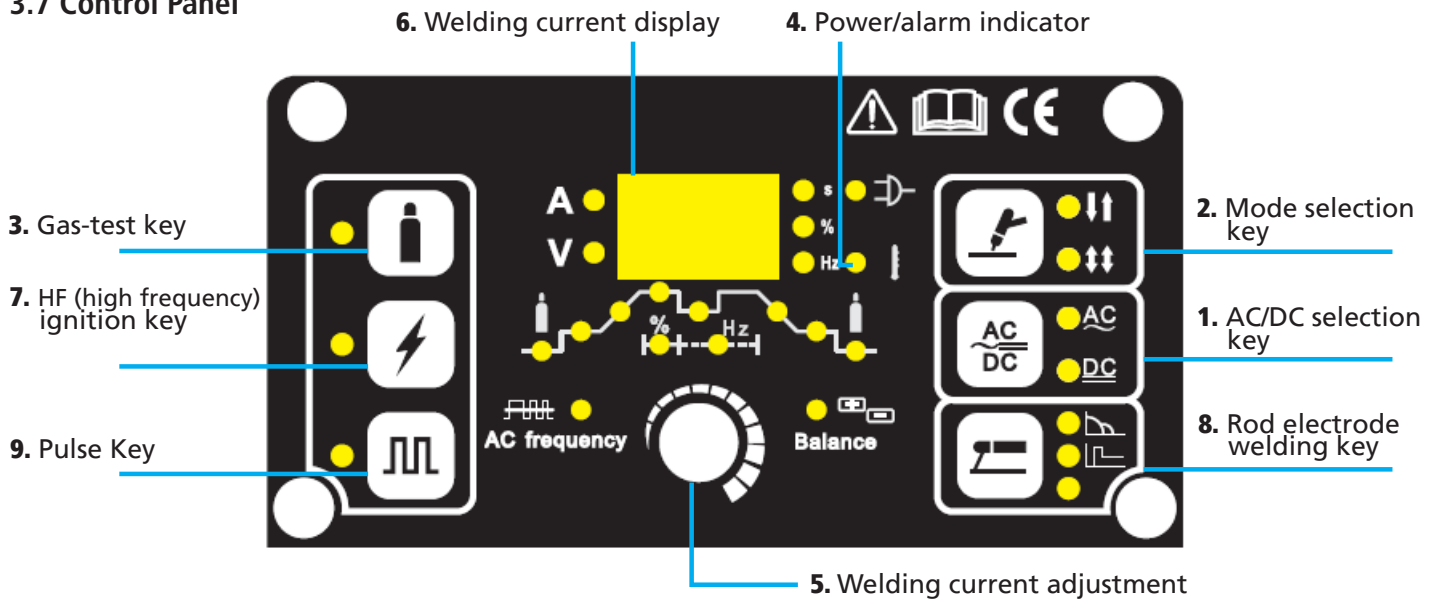 3.7 Control Panel
6. Welding current display
4. Power/alarm indicator
CE
3. Gas-test key
A
s
V
%
Hz
2. Mode selection
key
7. HF (high frequency)
ignition key
%
Hz
AC
DC
AC
DC
1. AC/DC selection
key
AC frequency
Balance
9. Pulse Key
8. Rod electrode
welding key
5. Welding current adjustment